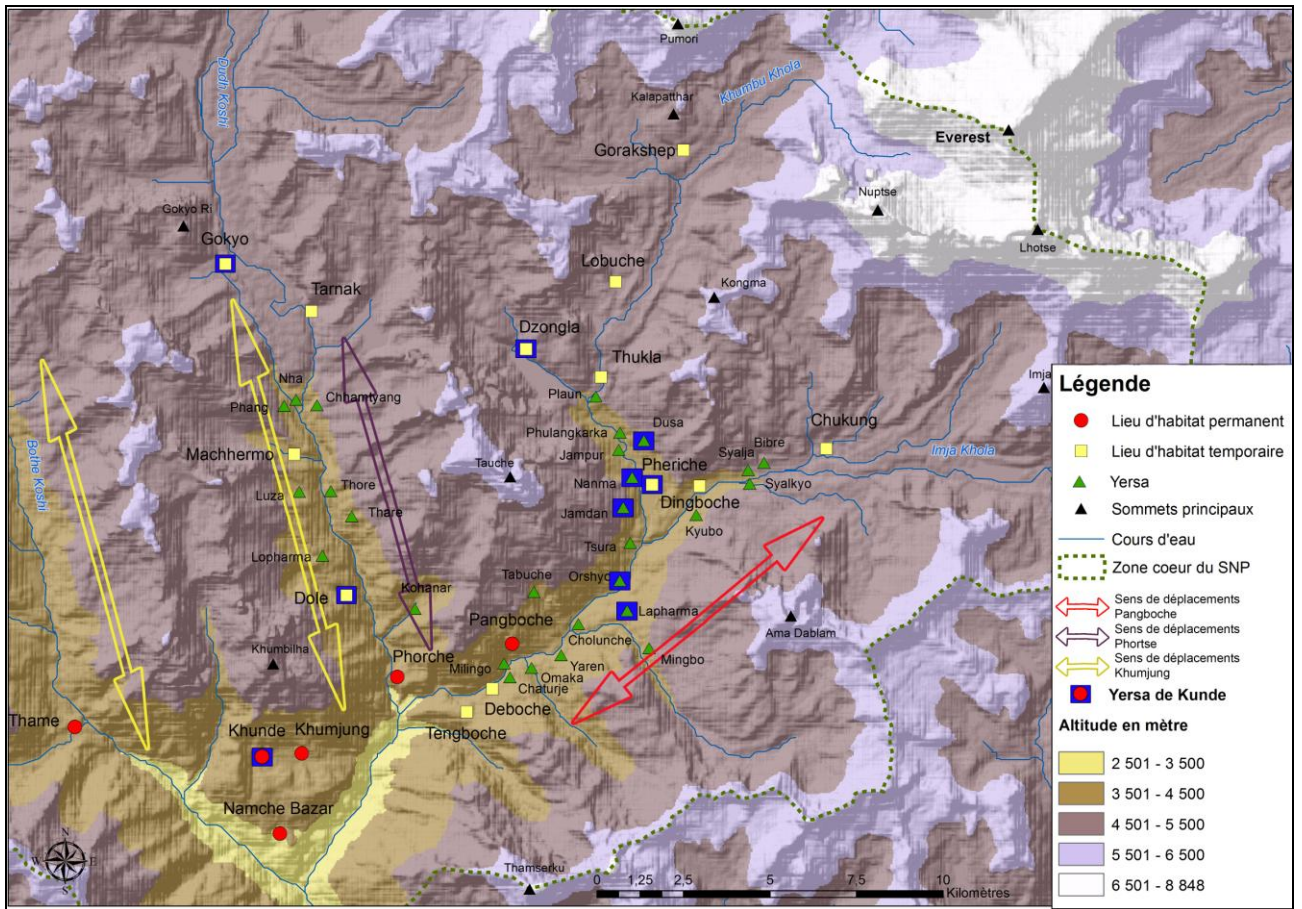 Pumori
Dudh Koshi
Kalapatthar
Khumbu Khola
Everest
Gorakshep
Nuptse
Gokyo Ri
Lhotse
Gokyo
Lobuche
Tarnak
Kongma
Dzongla
Thukla
Imja
Nha
Phang
Chhamtyang
Plaun
Phulangkarka
Dusa
Chukung
Jampur
Bibre
Syalja
Machhermo
Tauche
Pheriche
Imja Khola
Nanma
Syalkyo
Bothe Koshi
Luza
Thore
Dingboche
Jamdan
Thare
Kyubo
Tsura
Lopharma
Orshyo
Tabuche
Dole
Kohanar
Lapharma
Pangboche
Ama Dablam
Cholunche
Khumbilha
Phorche
Milingo
Yaren
Mingbo
Omaka
Chaturje
Deboche
Thame
Tengboche
Khunde
Khumjung
Namche Bazar
Thamserku
N
W
E
S
0
1,25
2,5
5
7,5
10
Kilomètres
Légende
Lieu d'habitat permanent
Lieu d'habitat temporaire
Yersa
Sommets principaux
Cours d'eau
Zone coeur du SNP
Sens de déplacements
Pangboche
Sens de déplacements
Phortse
Sens de déplacements
Khumjung
Yersa de Kunde
Altitude en mètre
2 501 - 3 500
3 501 - 4 500
4 501 - 5 500
5 501 - 6 500
6 501 - 8 848